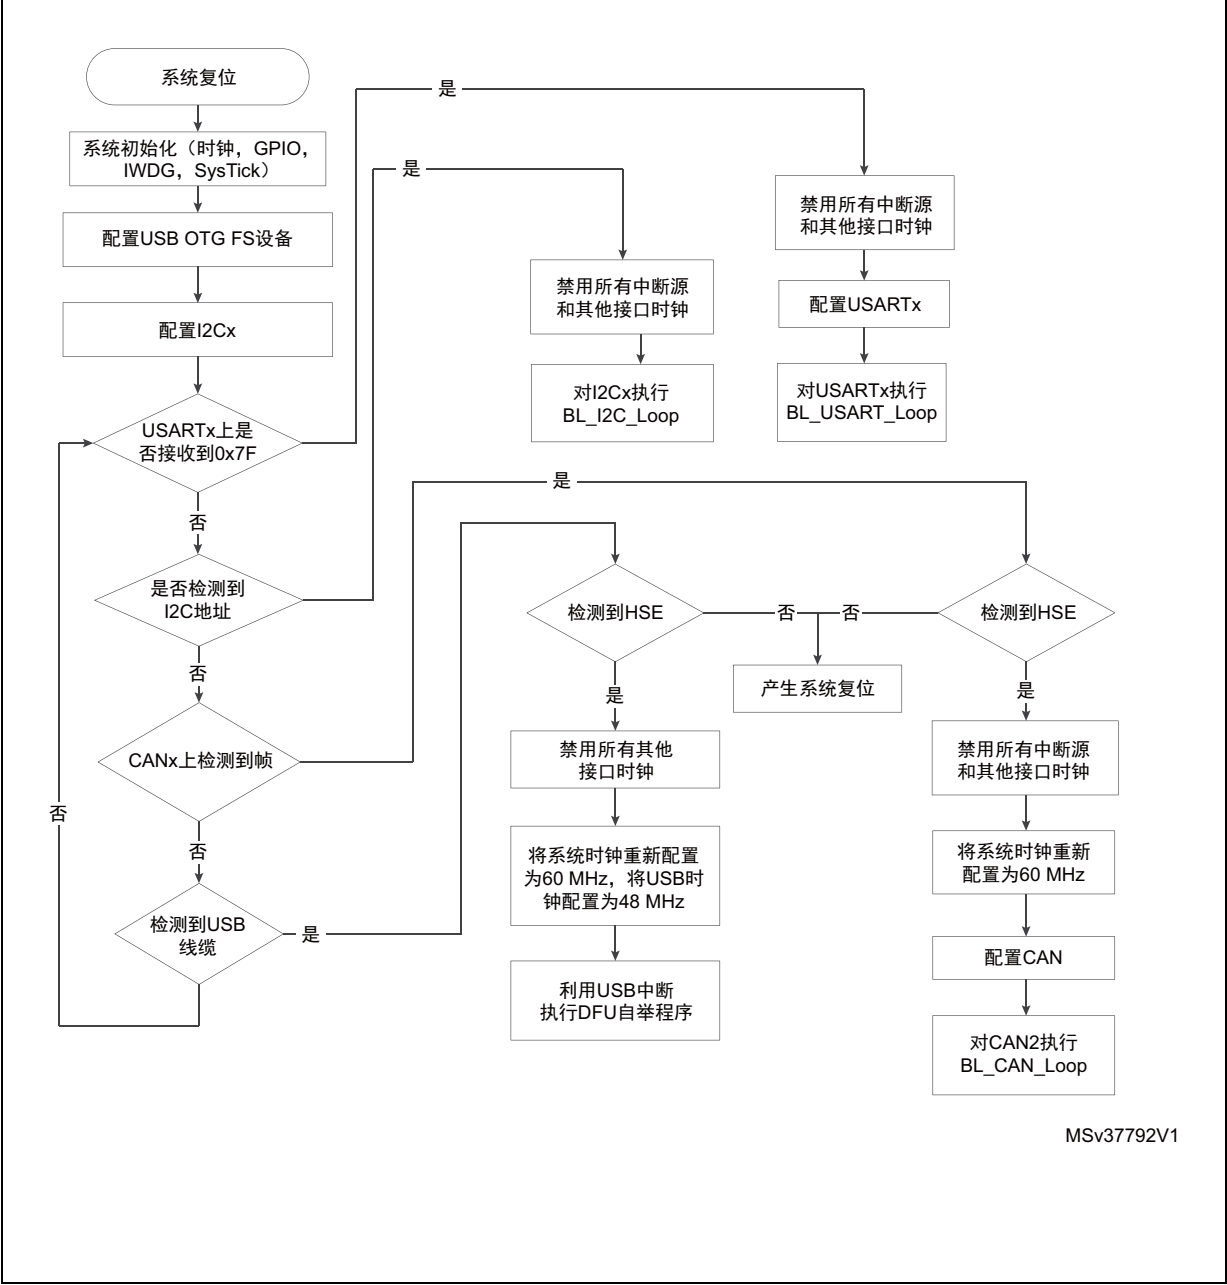 系统复位
系统初始化（时钟，GPIO，
IWDG，SysTick）
配置USB OTG FS设备
配置I2Cx
USARTx上是
否接收到0x7F
是
否
是否检测到
I2C地址
是
否
CANx上检测到帧
是
否
检测到USB
线缆
是
否
禁用所有中断源
和其他接口时钟
对I2Cx执行
BL_I2C_Loop
禁用所有中断源
和其他接口时钟
配置USARTx
对USARTx执行
BL_USART_Loop
检测到HSE
否
否
检测到HSE
产生系统复位
是
禁用所有其他
接口时钟
将系统时钟重新配置
为60 MHz，将USB时
钟配置为48 MHz
利用USB中断
执行DFU自举程序
是
禁用所有中断源
和其他接口时钟
将系统时钟重新
配置为60 MHz
配置CAN
对CAN2执行
BL_CAN_Loop
MSv37792V1